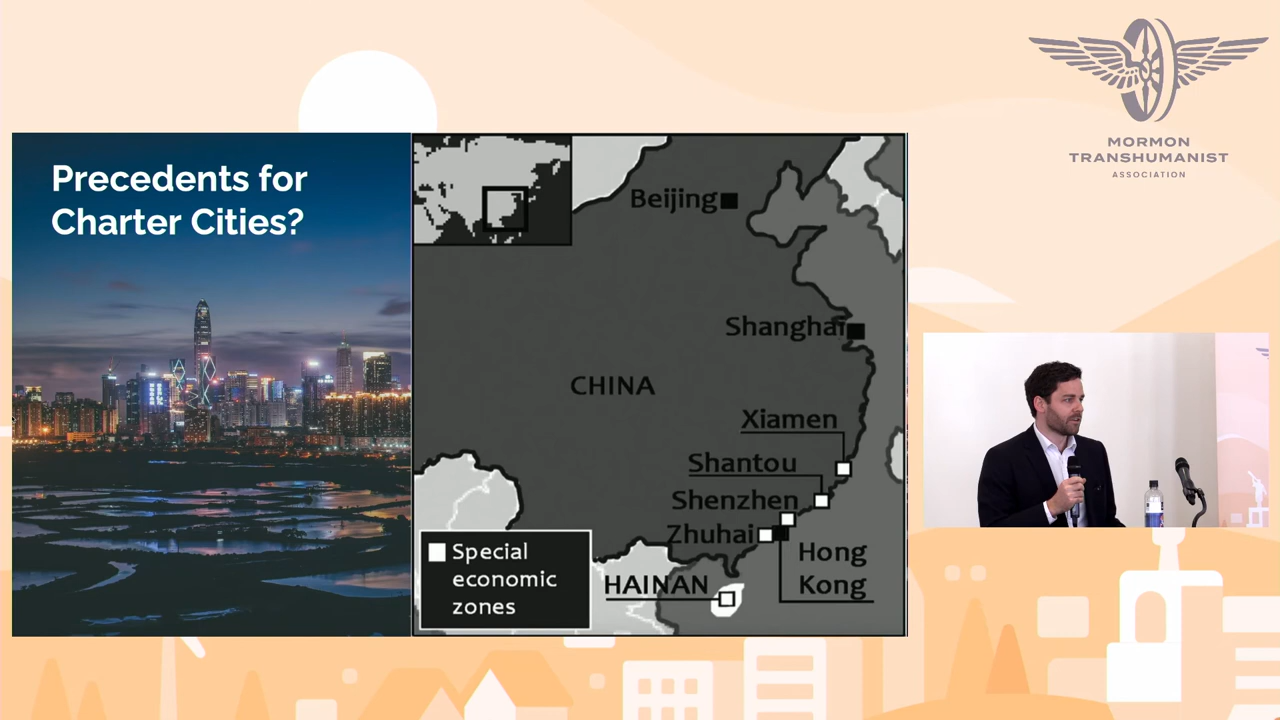 Precedents for
Charter Cities?
Beijing
Shanghai
CHINA
Xiamen
Shantou
Shenzhen
Zhuhai
Hong
Kong
HAINAN
Special
economic
zones
MORMON
TRANSHUMANIST
ASSOCIATION